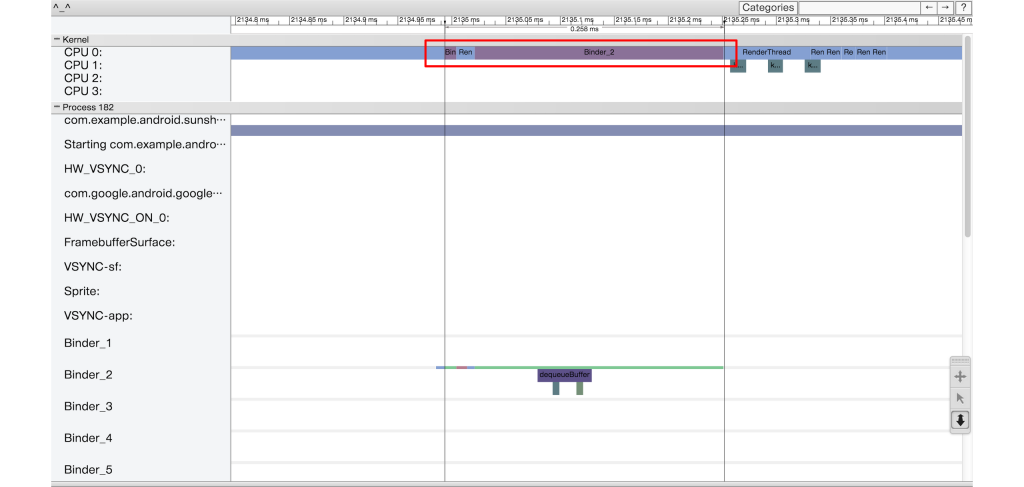 ^_^ Categories ← → ?
2134.8 ms 2134.85 ms 2134.9 ms 2134.95 ms 2135 ms 2135.05 ms 2135.1 ms 2135.15 ms 2135.2 ms 2135.25 ms 2135.3 ms 2135.35 ms 2135.4 ms 2135.45 m
0.258 ms
− Kernel
CPU 0: Bin Ren Binder_2 RenderThread Ren Ren Re Ren Ren
CPU 1: k... k... k...
CPU 2:
CPU 3:
− Process 182
com.example.android.sunsh···
Starting com.example.andro···
HW_VSYNC_0:
com.google.android.google···
HW_VSYNC_ON_0:
FramebufferSurface:
VSYNC-sf:
Sprite:
VSYNC-app:
Binder_1
Binder_2 dequeueBuffer
Binder_3
Binder_4
Binder_5